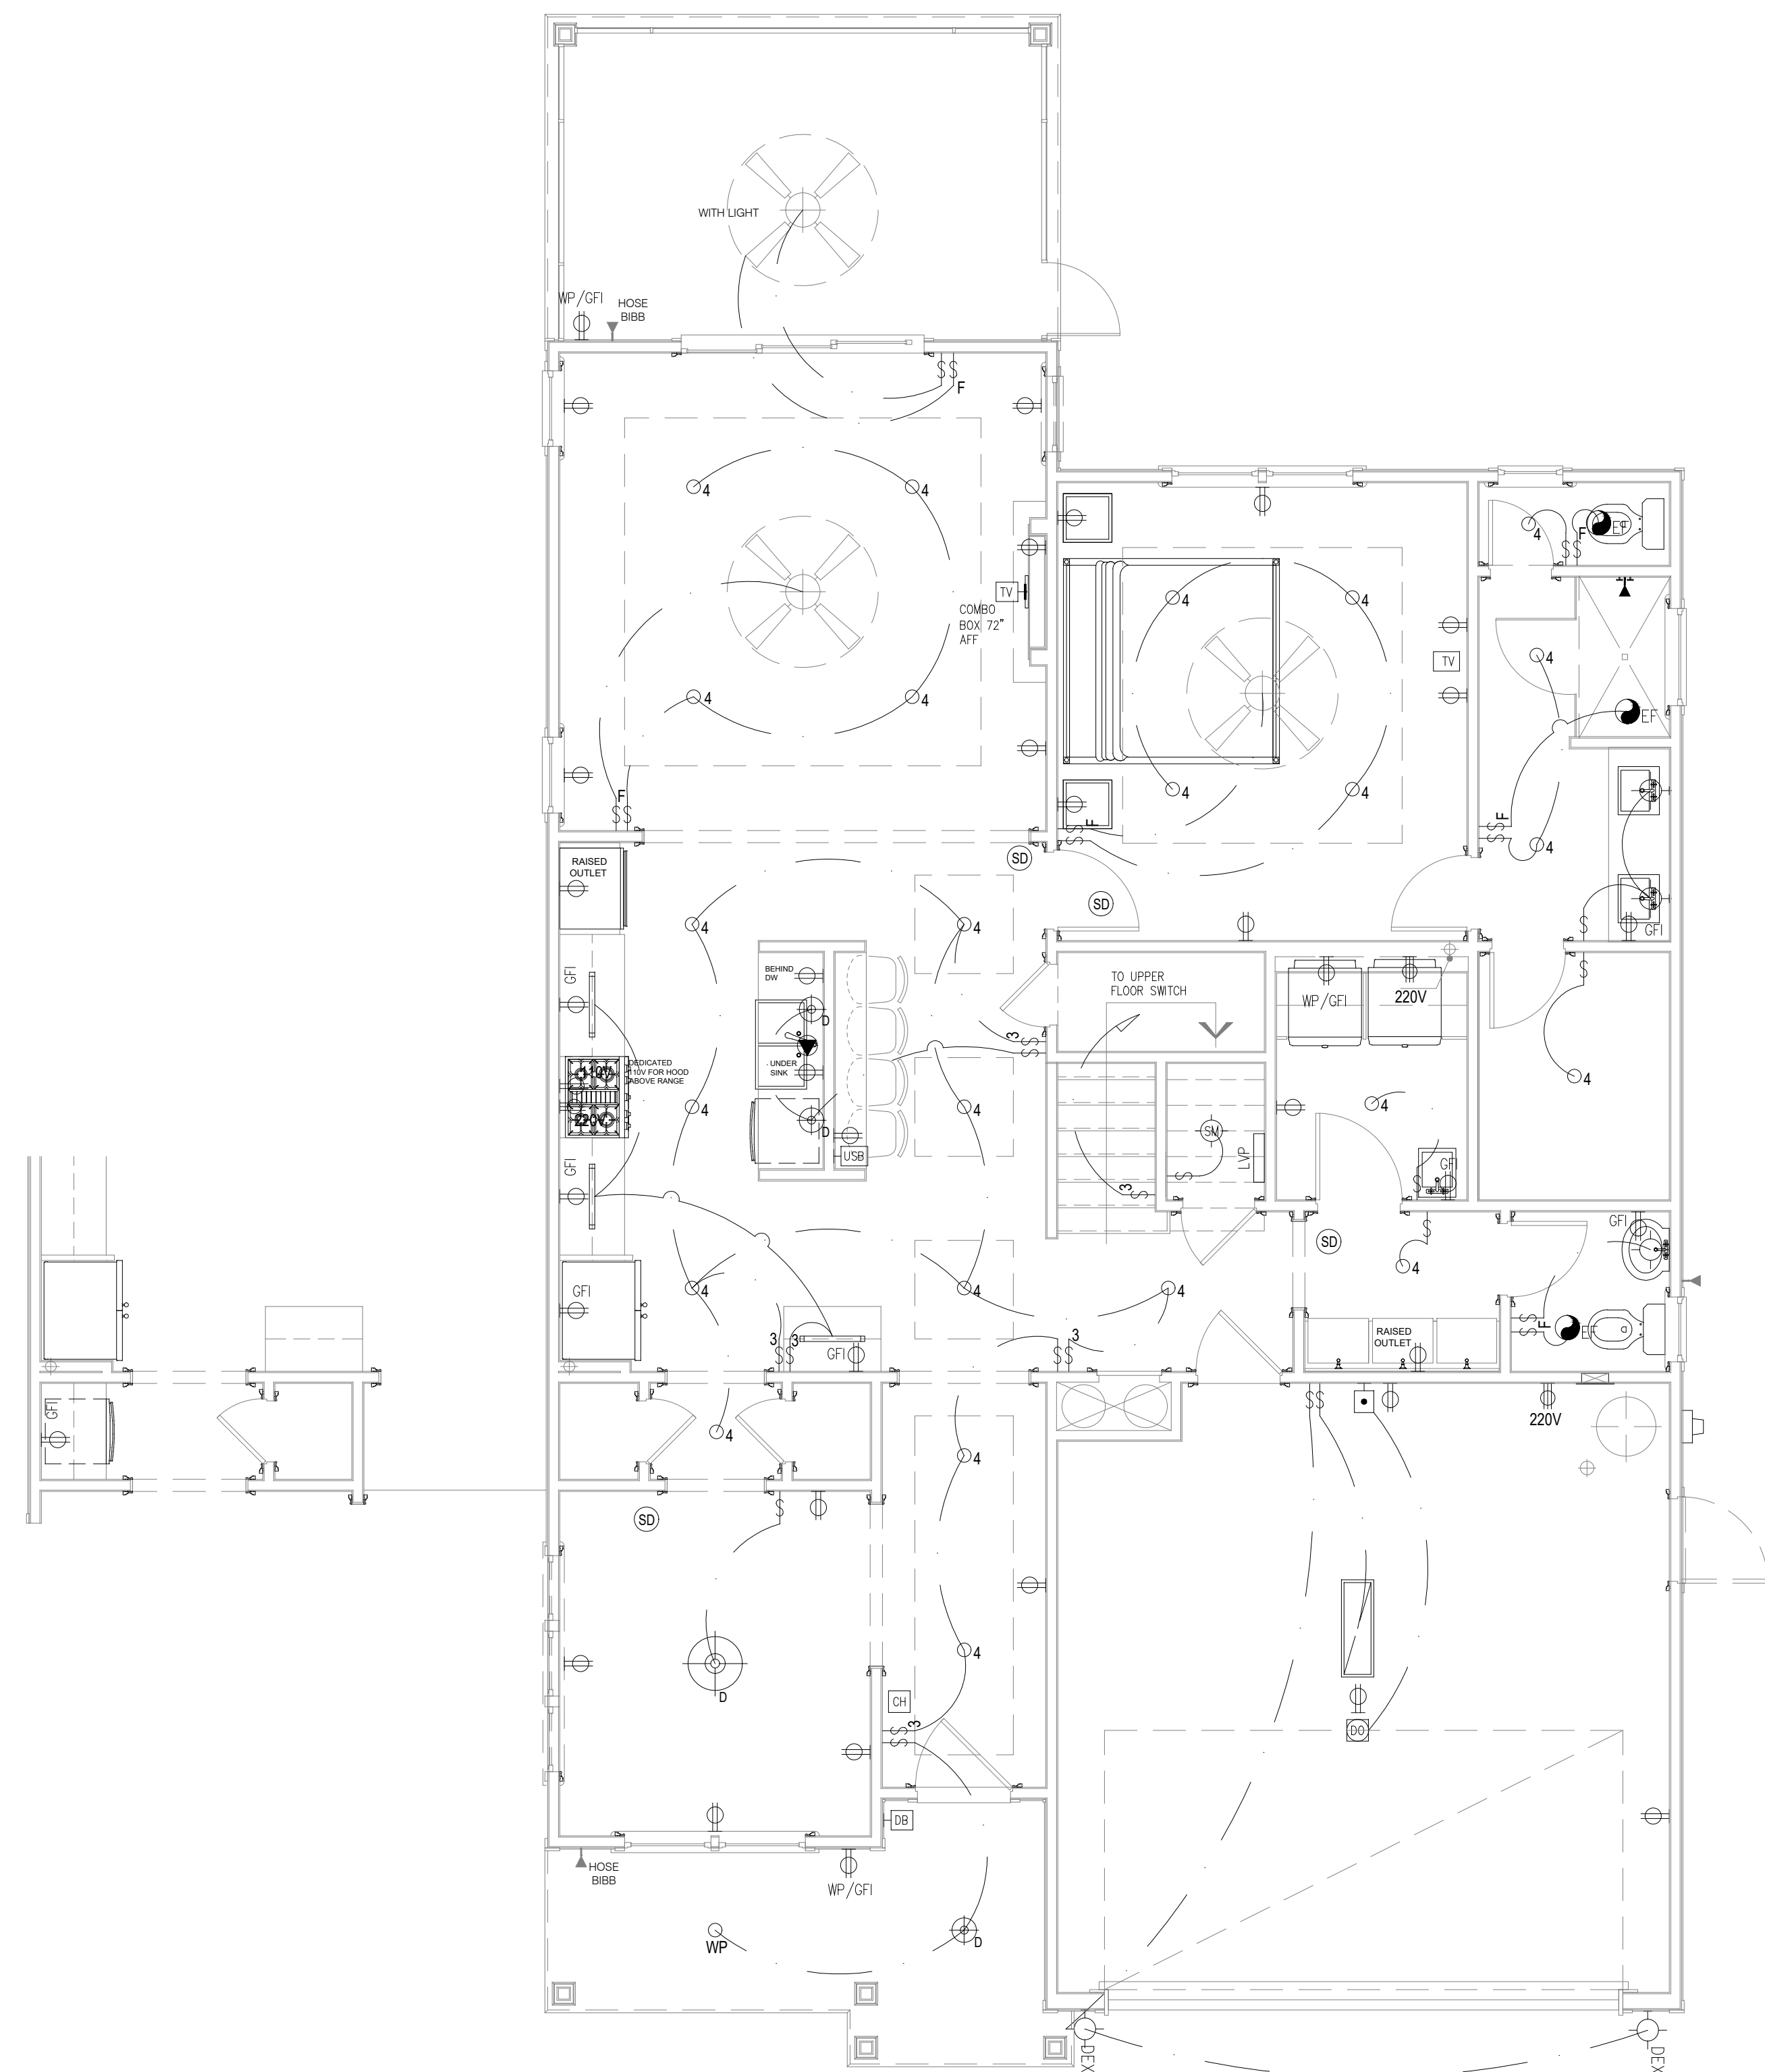 WITH LIGHT
WP/GFI
HOSE
BIBB
S S
F
4
4
4
EF
F
S S
TV
COMBO
BOX 72"
AFF
4
4
TV
4
4
4
EF
F
S S
4
4
F
S S
F
S S
4
S
GFI
RAISED
OUTLET
SD
SD
4
4
S
BEHIND
DW
D
GFI
TO UPPER
FLOOR SWITCH
WP/GFI
220V
3
S
S
UNDER
SINK
DEDICATED
110V FOR HOOD
ABOVE RANGE
110V
220V
4
4
D
USB
SM
S
LVP
4
4
GFI
S
GFI
3
S
SD
S
GFI
4
GFI
4
4
4
F
S S
EF
RAISED
OUTLET
3 3
S S
GFI
3
S S
GFI
4
4
S S
220V
SD
S
4
D
CH
3
S
S
DO
DB
HOSE
BIBB
WP/GFI
WP
D
DEX
DEX